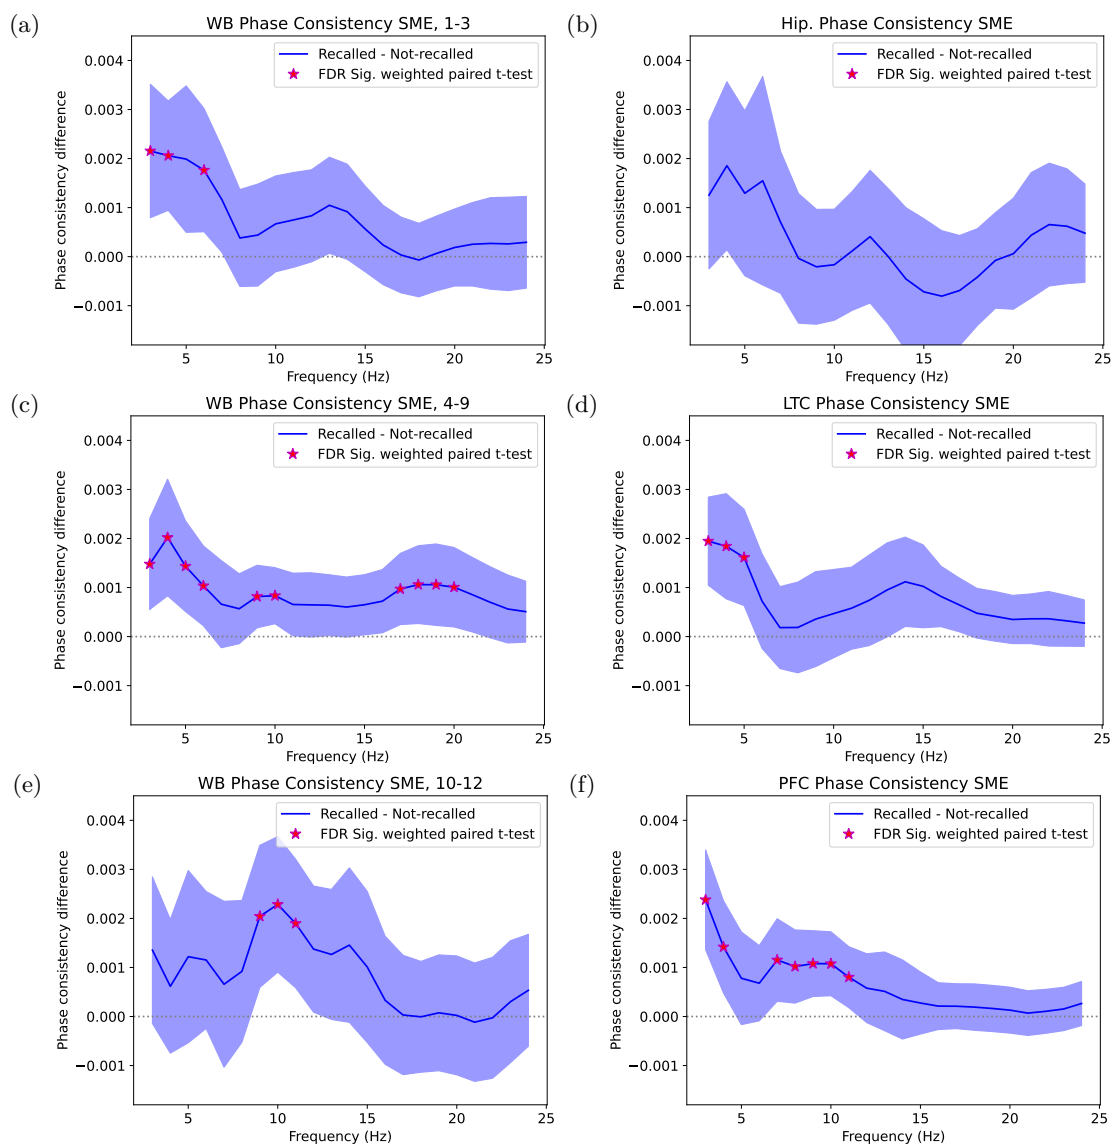 (a)
WB Phase Consistency SME, 1-3
Recalled - Not-recalled
FDR Sig. weighted paired t-test
Phase consistency difference
0.004
0.003
0.002
0.001
0.000
−0.001
5 10 15 20 25
Frequency (Hz)
(b)
Hip. Phase Consistency SME
Recalled - Not-recalled
FDR Sig. weighted paired t-test
Phase consistency difference
0.004
0.003
0.002
0.001
0.000
−0.001
5 10 15 20 25
Frequency (Hz)
(c)
WB Phase Consistency SME, 4-9
Recalled - Not-recalled
FDR Sig. weighted paired t-test
Phase consistency difference
0.004
0.003
0.002
0.001
0.000
−0.001
5 10 15 20 25
Frequency (Hz)
(d)
LTC Phase Consistency SME
Recalled - Not-recalled
FDR Sig. weighted paired t-test
Phase consistency difference
0.004
0.003
0.002
0.001
0.000
−0.001
5 10 15 20 25
Frequency (Hz)
(e)
WB Phase Consistency SME, 10-12
Recalled - Not-recalled
FDR Sig. weighted paired t-test
Phase consistency difference
0.004
0.003
0.002
0.001
0.000
−0.001
5 10 15 20 25
Frequency (Hz)
(f)
PFC Phase Consistency SME
Recalled - Not-recalled
FDR Sig. weighted paired t-test
Phase consistency difference
0.004
0.003
0.002
0.001
0.000
−0.001
5 10 15 20 25
Frequency (Hz)